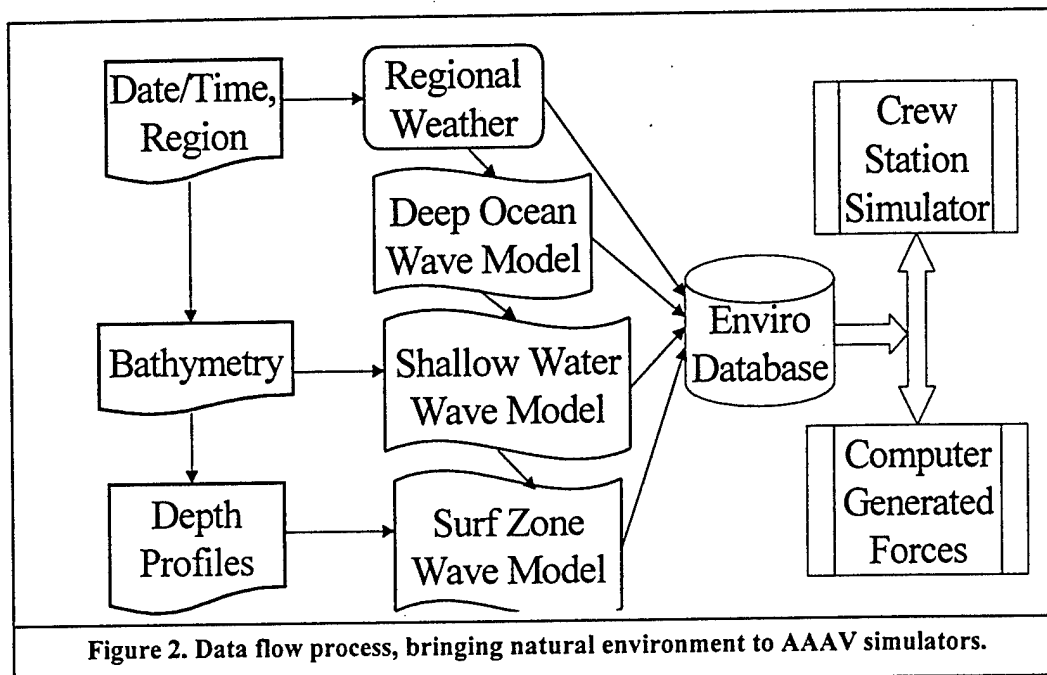 Date/Time,
Region
Regional
Weather
Deep Ocean
Wave Model
Bathymetry
Shallow Water
Wave Model
Depth
Profiles
Surf Zone
Wave Model
Enviro
Database
Crew
Station
Simulator
Computer
Generated
Forces
Figure 2. Data flow process, bringing natural environment to AAAV simulators.